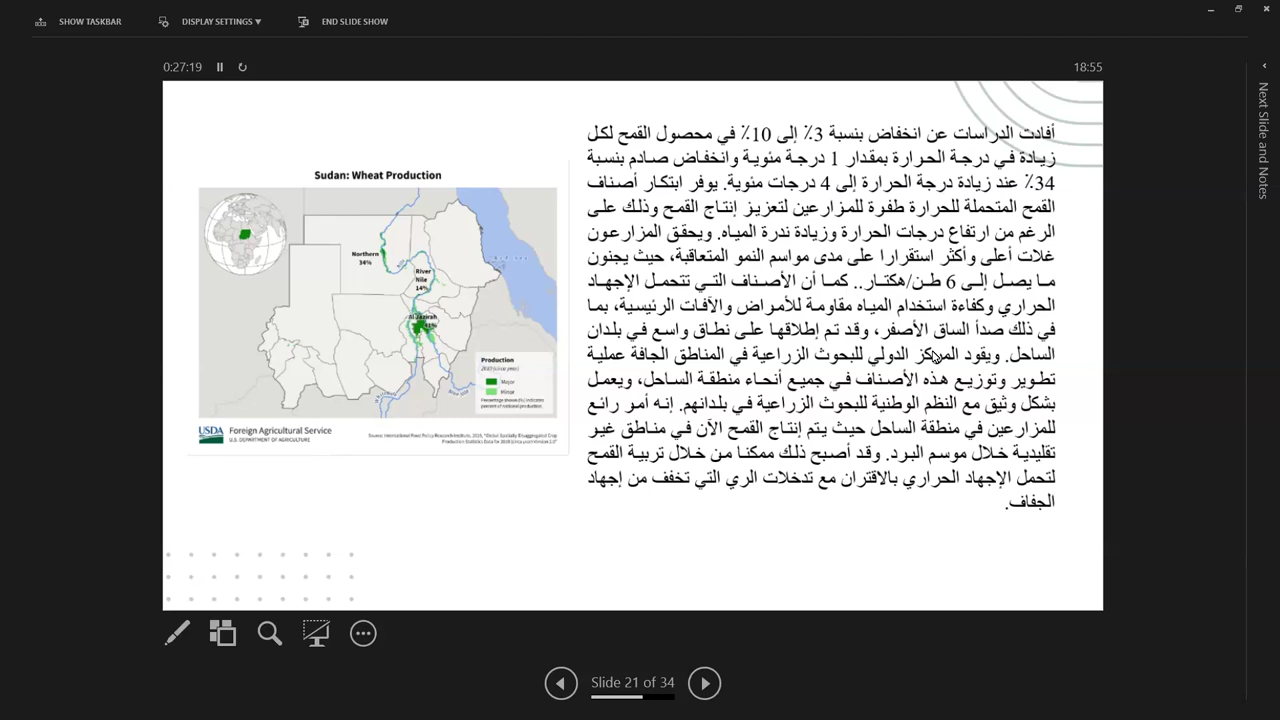 SHOW TASKBAR
DISPLAY SETTINGS ▼
END SLIDE SHOW
0:27:19
18:55
Next Slide and Notes
أفادت الدراسات عن انخفاض بنسبة 3٪ إلى 10٪ في محصول القمح لكل
زيادة في درجة الحرارة بمقدار 1 درجة مئوية وانخفاض صادم بنسبة
34٪ عند زيادة درجة الحرارة إلى 4 درجات مئوية. يوفر ابتكار أصناف
القمح المتحملة للحرارة طفرة للمزارعين لتعزيز إنتاج القمح وذلك على
الرغم من ارتفاع درجات الحرارة وزيادة ندرة المياه. ويحقق المزارعون
غلات أعلى وأكثر استقرارا على مدى مواسم النمو المتعاقبة، حيث يجنون
ما يصل إلى 6 طن/هكتار.. كما أن الأصناف التي تتحمل الإجهاد
الحراري وكفاءة استخدام المياه مقاومة للأمراض والآفات الرئيسية، بما
في ذلك صدأ الساق الأصفر، وقد تم إطلاقها على نطاق واسع في بلدان
الساحل. ويقود المركز الدولي للبحوث الزراعية في المناطق الجافة عملية
تطوير وتوزيع هذه الأصناف في جميع أنحاء منطقة الساحل، ويعمل
بشكل وثيق مع النظم الوطنية للبحوث الزراعية في بلدانهم. إنه أمر رائع
للمزارعين في منطقة الساحل حيث يتم إنتاج القمح الآن في مناطق غير
تقليدية خلال موسم البرد. وقد أصبح ذلك ممكنا من خلال تربية القمح
لتحمل الإجهاد الحراري بالاقتران مع تدخلات الري التي تخفف من إجهاد
الجفاف.
Sudan: Wheat Production
Northern
34%
River
Nile
14%
Al Jazirah
Production
Major
Minor
Percentage shown (%) indicates
percent of national production.
USDA
Foreign Agricultural Service
U.S. DEPARTMENT OF AGRICULTURE
Slide 21 of 34